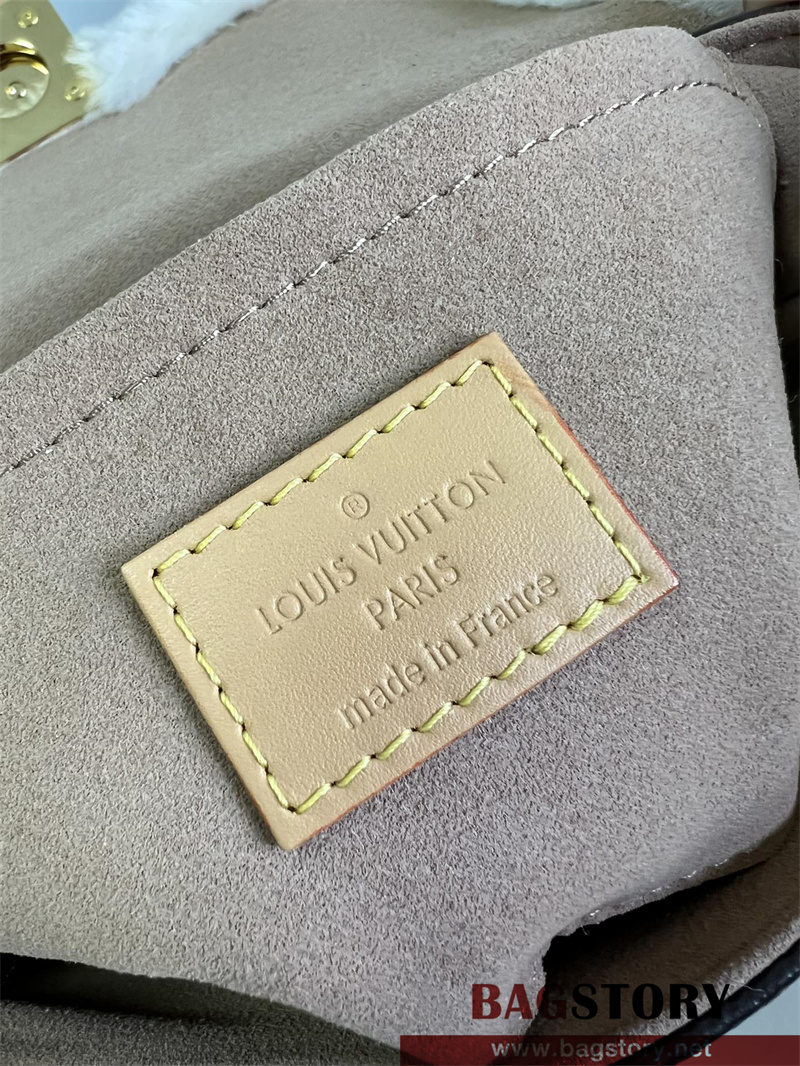 ®
LOUIS VUITTON
PARIS
made in France
BAGSTORY
www.bagstory.net